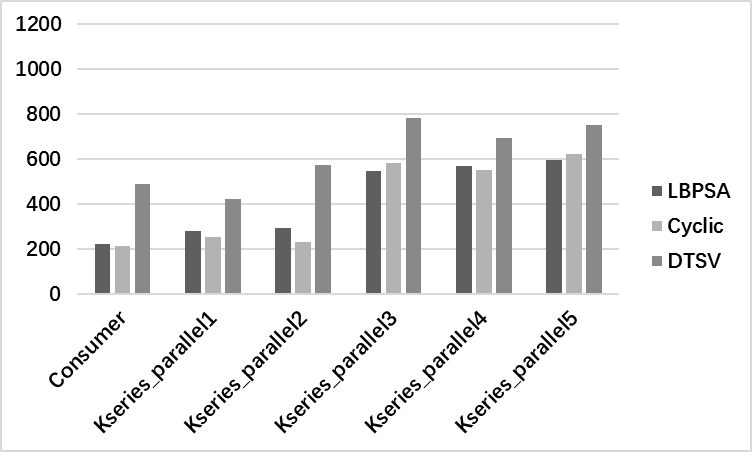 1200
1000
800
600
400
200
0
Consumer
Kseries_parallel1
Kseries_parallel2
Kseries_parallel3
Kseries_parallel4
Kseries_parallel5
LBPSA
Cyclic
DTSV